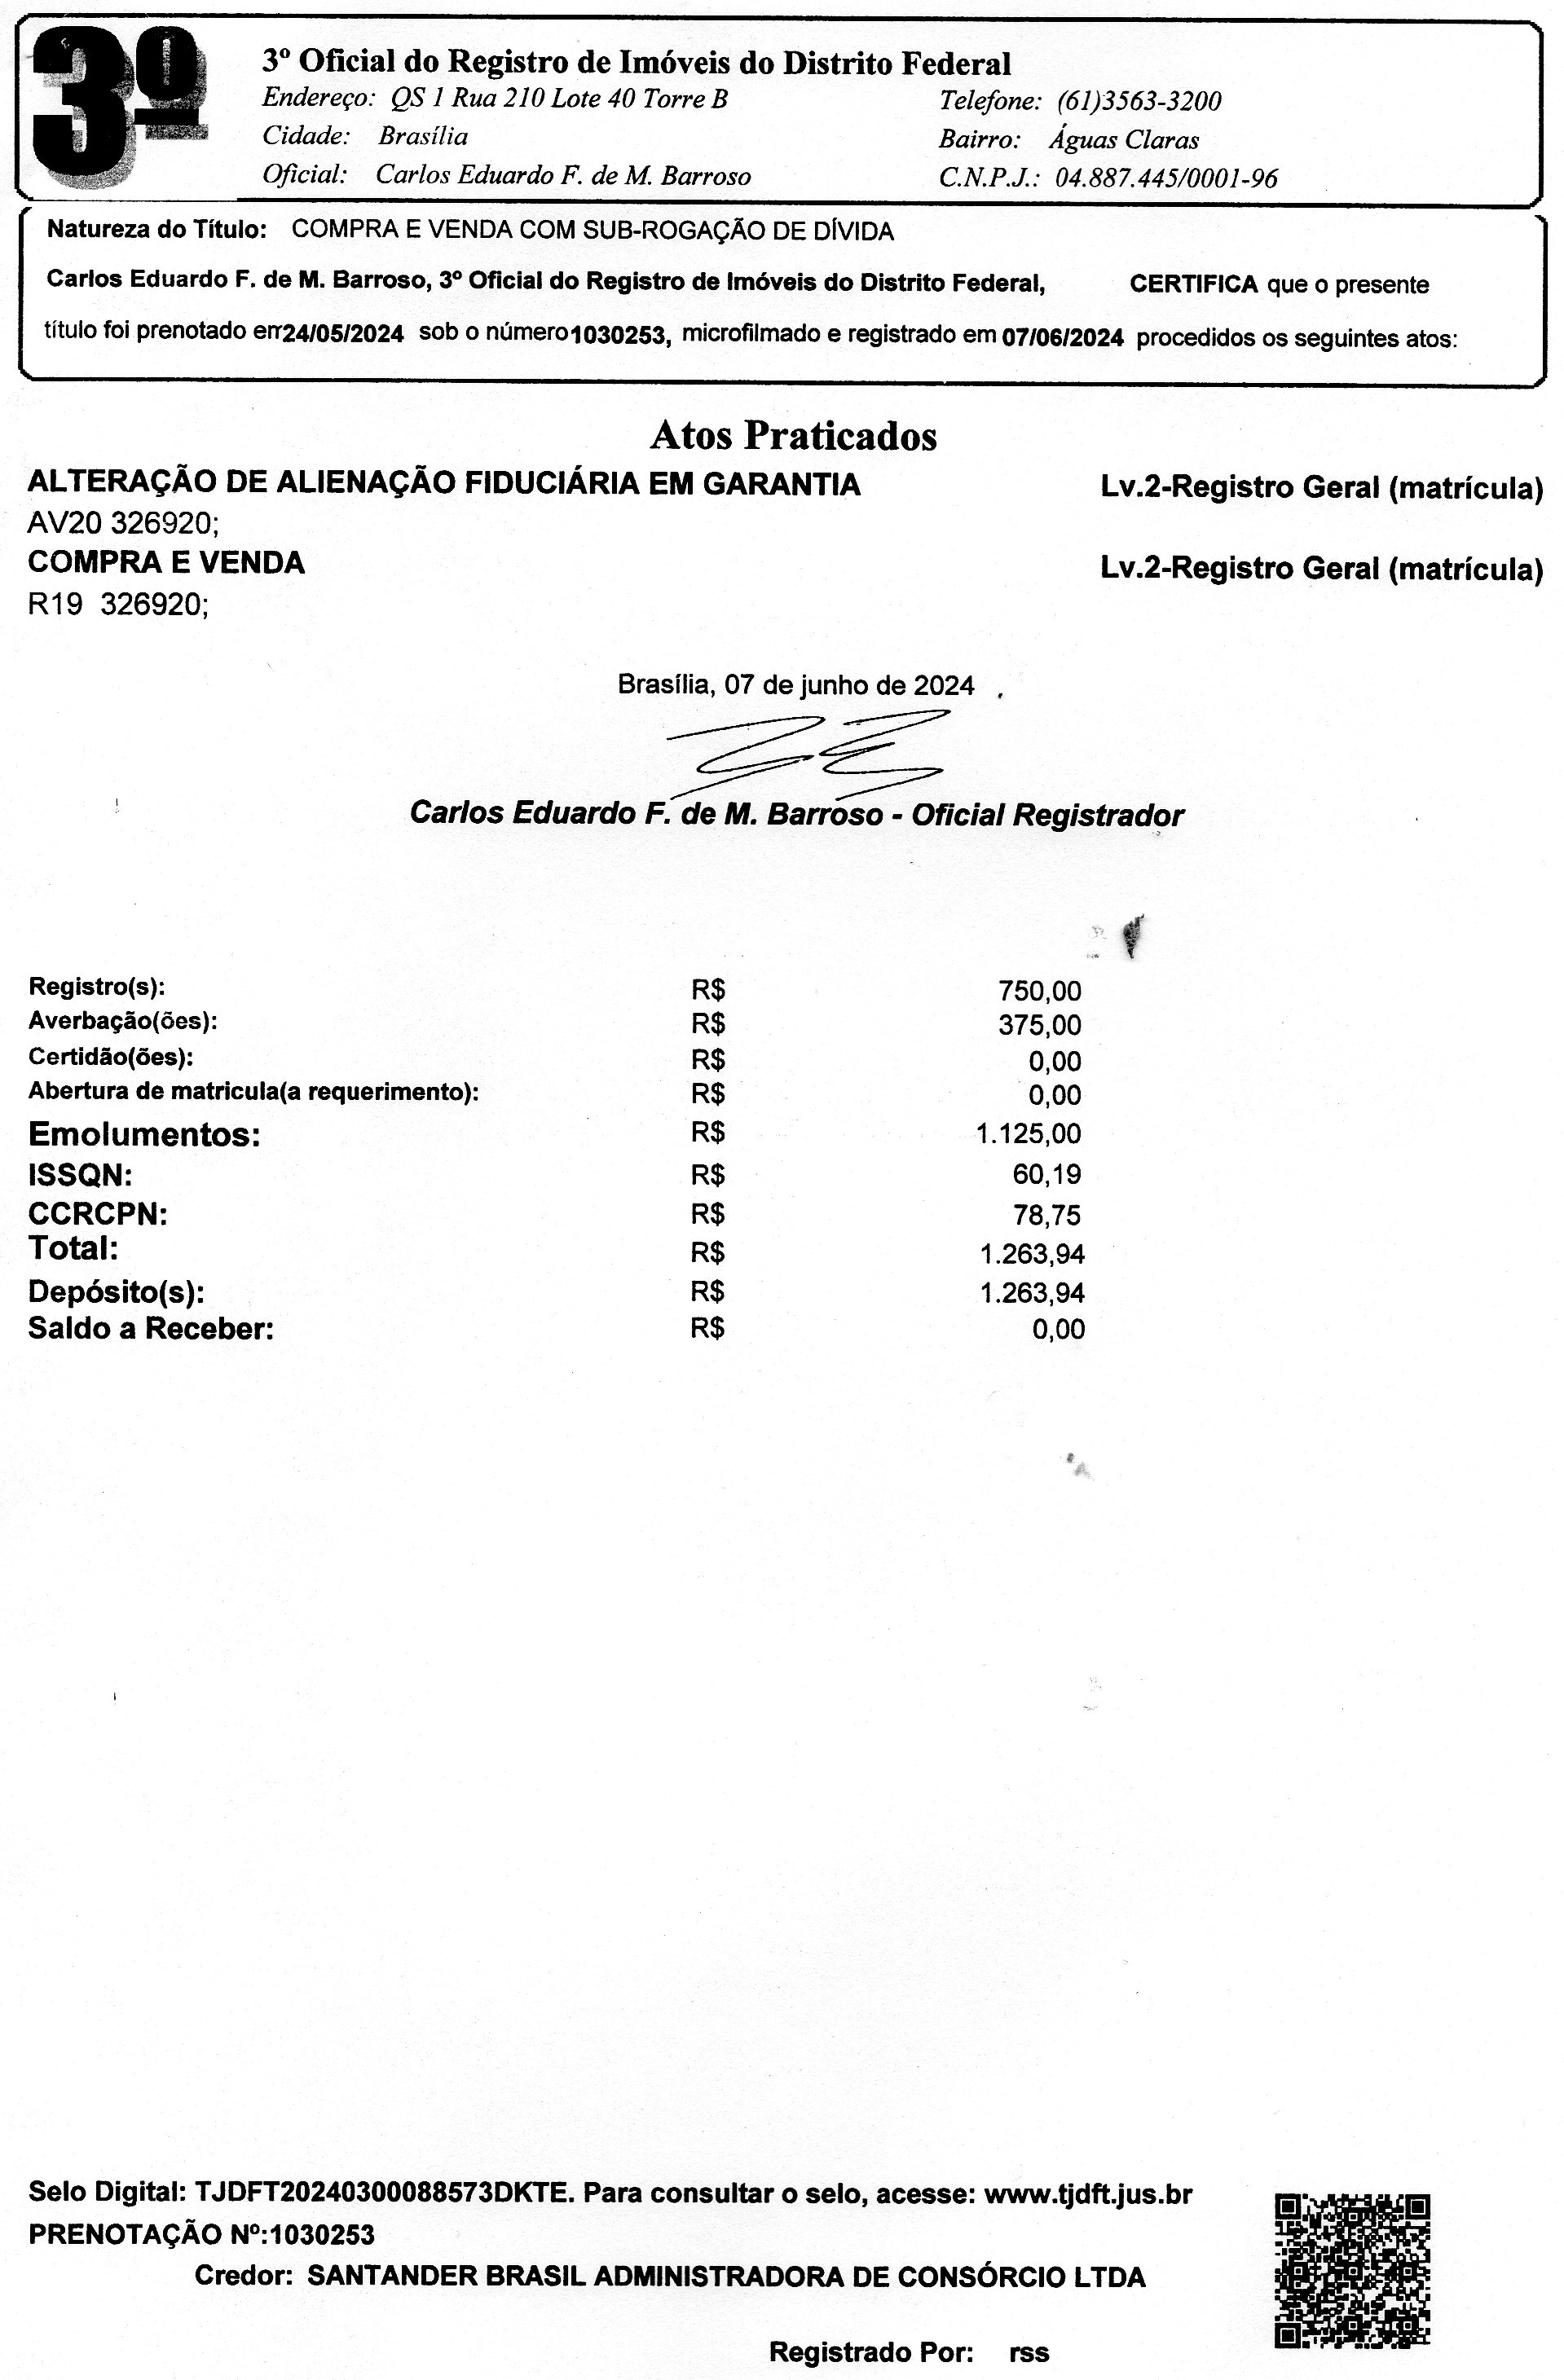 3º
3º Oficial do Registro de Imóveis do Distrito Federal
Endereço: QS 1 Rua 210 Lote 40 Torre B Telefone: (61)3563-3200
Cidade: Brasília Bairro: Águas Claras
Oficial: Carlos Eduardo F. de M. Barroso C.N.P.J.: 04.887.445/0001-96
Natureza do Título: COMPRA E VENDA COM SUB-ROGAÇÃO DE DÍVIDA
Carlos Eduardo F. de M. Barroso, 3º Oficial do Registro de Imóveis do Distrito Federal, CERTIFICA que o presente
título foi prenotado em 24/05/2024 sob o número 1030253, microfilmado e registrado em 07/06/2024 procedidos os seguintes atos:
Atos Praticados
ALTERAÇÃO DE ALIENAÇÃO FIDUCIÁRIA EM GARANTIA Lv.2-Registro Geral (matrícula)
AV20 326920;
COMPRA E VENDA Lv.2-Registro Geral (matrícula)
R19 326920;
Brasília, 07 de junho de 2024
Carlos Eduardo F. de M. Barroso - Oficial Registrador
Registro(s): R$ 750,00
Averbação(ões): R$ 375,00
Certidão(ões): R$ 0,00
Abertura de matricula(a requerimento): R$ 0,00
Emolumentos: R$ 1.125,00
ISSQN: R$ 60,19
CCRCPN: R$ 78,75
Total: R$ 1.263,94
Depósito(s): R$ 1.263,94
Saldo a Receber: R$ 0,00
Selo Digital: TJDFT20240300088573DKTE. Para consultar o selo, acesse: www.tjdft.jus.br
PRENOTAÇÃO Nº:1030253
Credor: SANTANDER BRASIL ADMINISTRADORA DE CONSÓRCIO LTDA
Registrado Por: rss